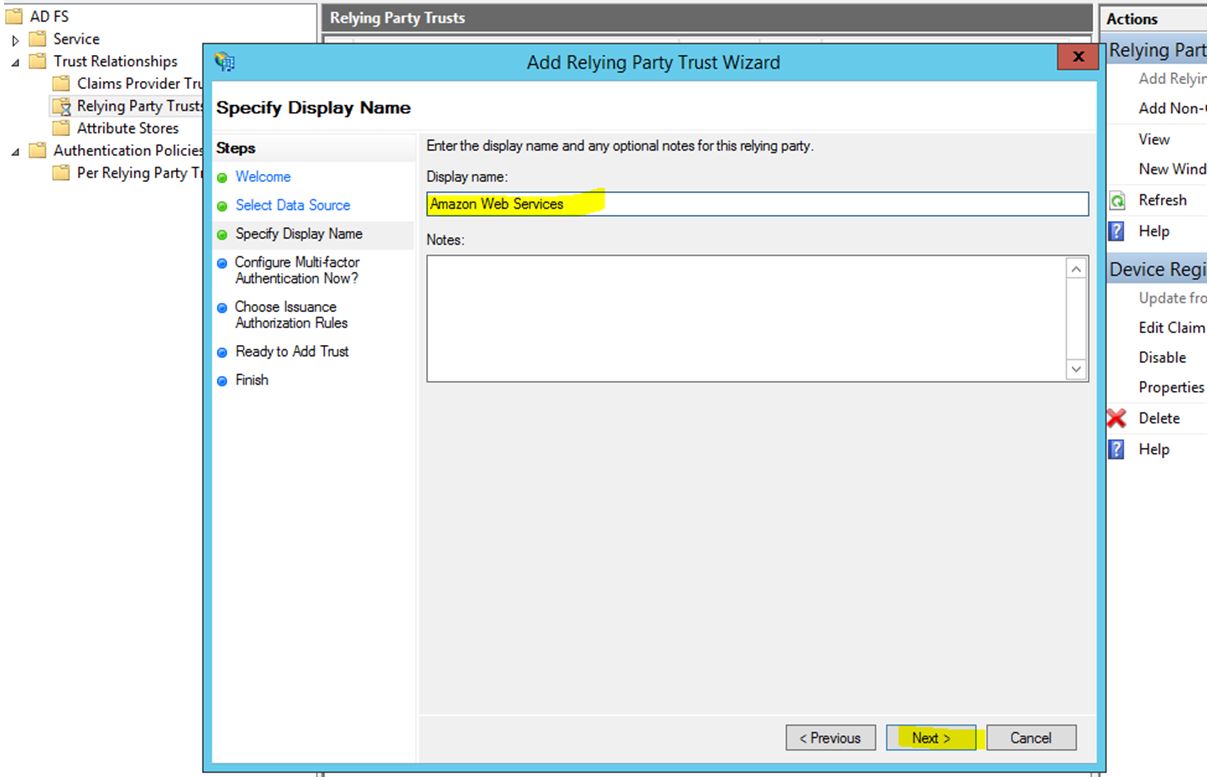 AD FS
Service
Trust Relationships
Claims Provider Tru
Relying Party Trusts
Attribute Stores
Authentication Policies
Per Relying Party Tr
Relying Party Trusts
Add Relying Party Trust Wizard
x
Specify Display Name
Steps
Welcome
Select Data Source
Specify Display Name
Configure Multi-factor
Authentication Now?
Choose Issuance
Authorization Rules
Ready to Add Trust
Finish
Enter the display name and any optional notes for this relying party.
Display name:
Amazon Web Services
Notes:
< Previous
Next >
Cancel
Actions
Relying Part
Add Relyin
Add Non-
View
New Wind
Refresh
? Help
Device Regi
Update fro
Edit Claim
Disable
Properties
Delete
? Help